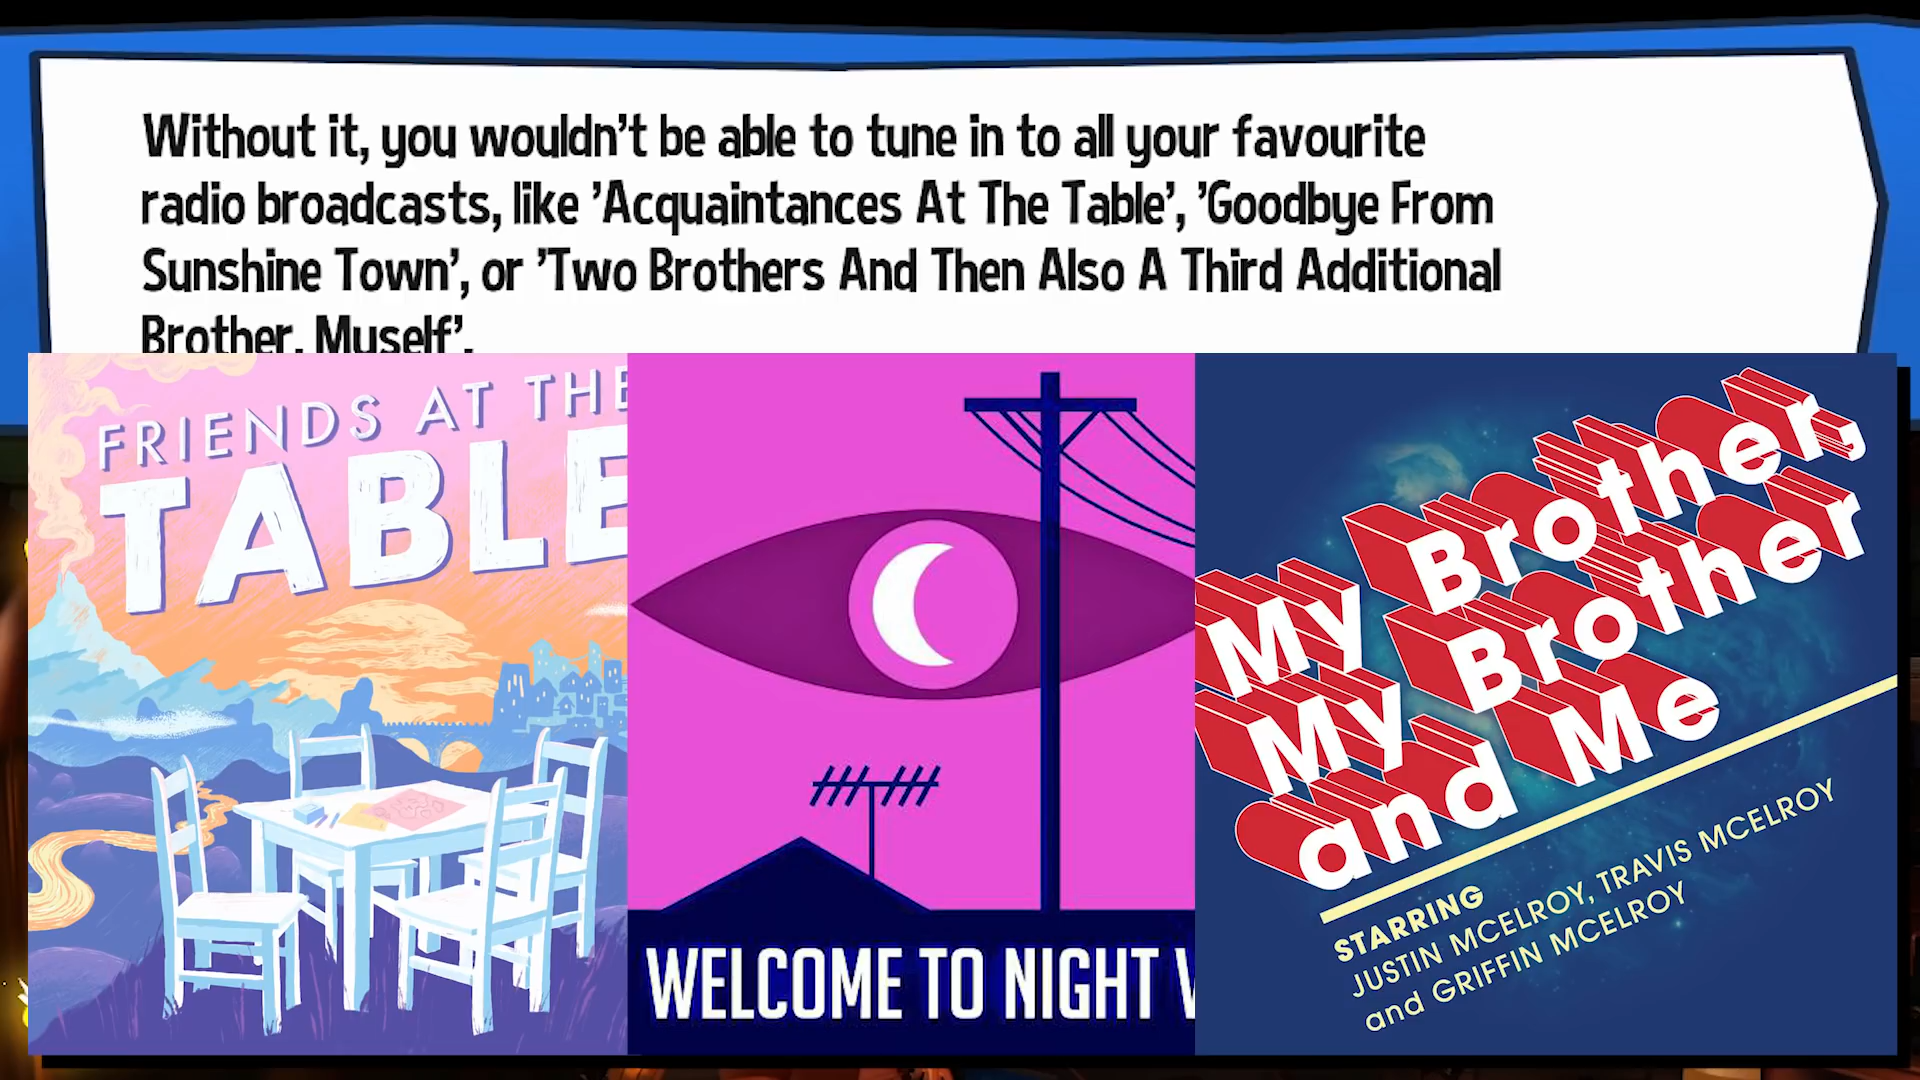 Without it, you wouldn't be able to tune in to all your favourite
radio broadcasts, like 'Acquaintances At The Table', 'Goodbye From
Sunshine Town', or 'Two Brothers And Then Also A Third Additional
Brother, Myself'.
FRIENDS AT THE
TABLE
WELCOME TO NIGHT V
My Brother,
My Brother
and Me
STARRING
JUSTIN MCELROY, TRAVIS MCELROY
and GRIFFIN MCELROY